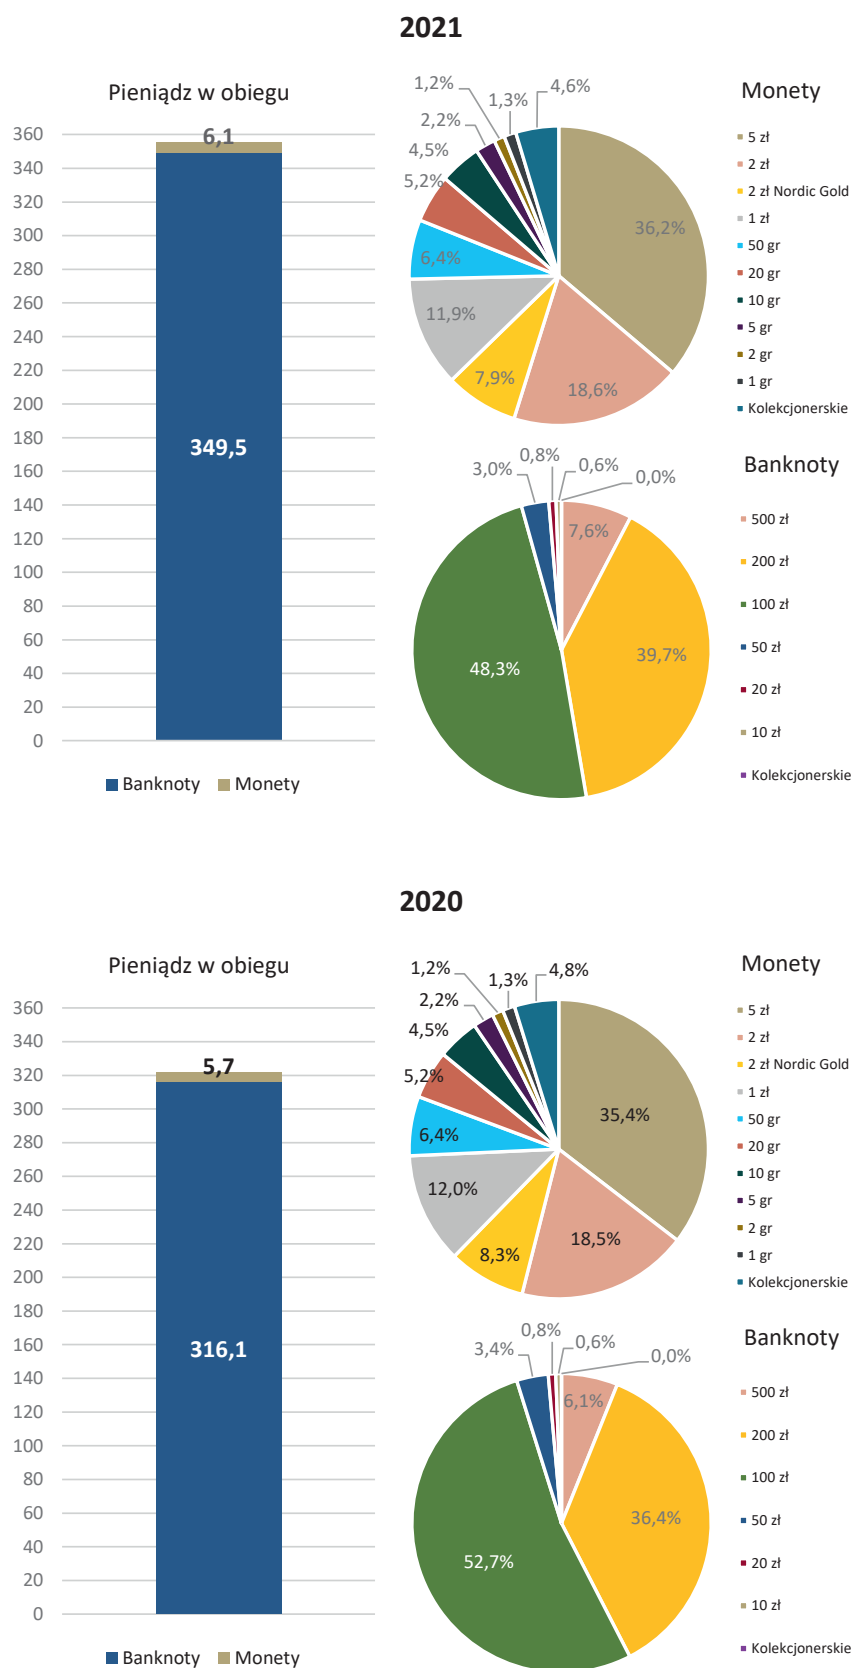 2021
Pieniądz w obiegu
360
340
320
300
280
260
240
220
200
180
160
140
120
100
80
60
40
20
0
6,1
349,5
Banknoty
Monety
1,2%
1,3%
4,6%
2,2%
4,5%
5,2%
6,4%
11,9%
7,9%
18,6%
36,2%
Monety
5 zł
2 zł
2 zł Nordic Gold
1 zł
50 gr
20 gr
10 gr
5 gr
2 gr
1 gr
Kolekcjonerskie
3,0%
0,8%
0,6%
0,0%
7,6%
39,7%
48,3%
Banknoty
500 zł
200 zł
100 zł
50 zł
20 zł
10 zł
Kolekcjonerskie
2020
Pieniądz w obiegu
360
340
320
300
280
260
240
220
200
180
160
140
120
100
80
60
40
20
0
5,7
316,1
Banknoty
Monety
1,2%
1,3%
4,8%
2,2%
4,5%
5,2%
6,4%
12,0%
8,3%
18,5%
35,4%
Monety
5 zł
2 zł
2 zł Nordic Gold
1 zł
50 gr
20 gr
10 gr
5 gr
2 gr
1 gr
Kolekcjonerskie
3,4%
0,8%
0,6%
0,0%
6,1%
36,4%
52,7%
Banknoty
500 zł
200 zł
100 zł
50 zł
20 zł
10 zł
Kolekcjonerskie